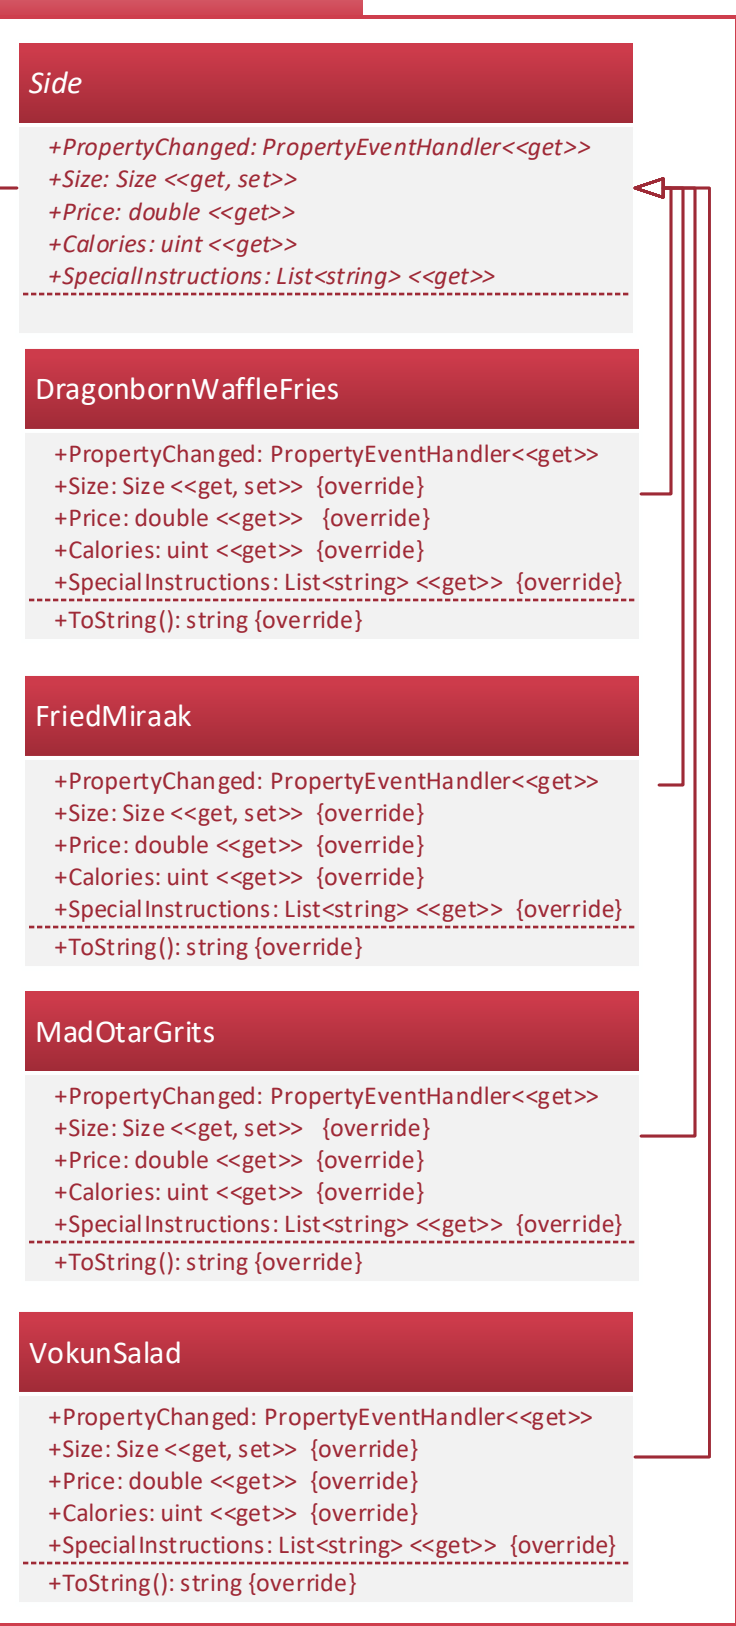 Side
+PropertyChanged: PropertyEventHandler<<get>>
+Size: Size <<get, set>>
+Price: double <<get>>
+Calories: uint <<get>>
+SpecialInstructions: List<string> <<get>>
DragonbornWaffleFries
+PropertyChanged: PropertyEventHandler<<get>>
+Size: Size <<get, set>> {override}
+Price: double <<get>> {override}
+Calories: uint <<get>> {override}
+SpecialInstructions: List<string> <<get>> {override}
+ToString(): string {override}
FriedMiraak
+PropertyChanged: PropertyEventHandler<<get>>
+Size: Size <<get, set>> {override}
+Price: double <<get>> {override}
+Calories: uint <<get>> {override}
+SpecialInstructions: List<string> <<get>> {override}
+ToString(): string {override}
MadOtarGrits
+PropertyChanged: PropertyEventHandler<<get>>
+Size: Size <<get, set>> {override}
+Price: double <<get>> {override}
+Calories: uint <<get>> {override}
+SpecialInstructions: List<string> <<get>> {override}
+ToString(): string {override}
VokunSalad
+PropertyChanged: PropertyEventHandler<<get>>
+Size: Size <<get, set>> {override}
+Price: double <<get>> {override}
+Calories: uint <<get>> {override}
+SpecialInstructions: List<string> <<get>> {override}
+ToString(): string {override}